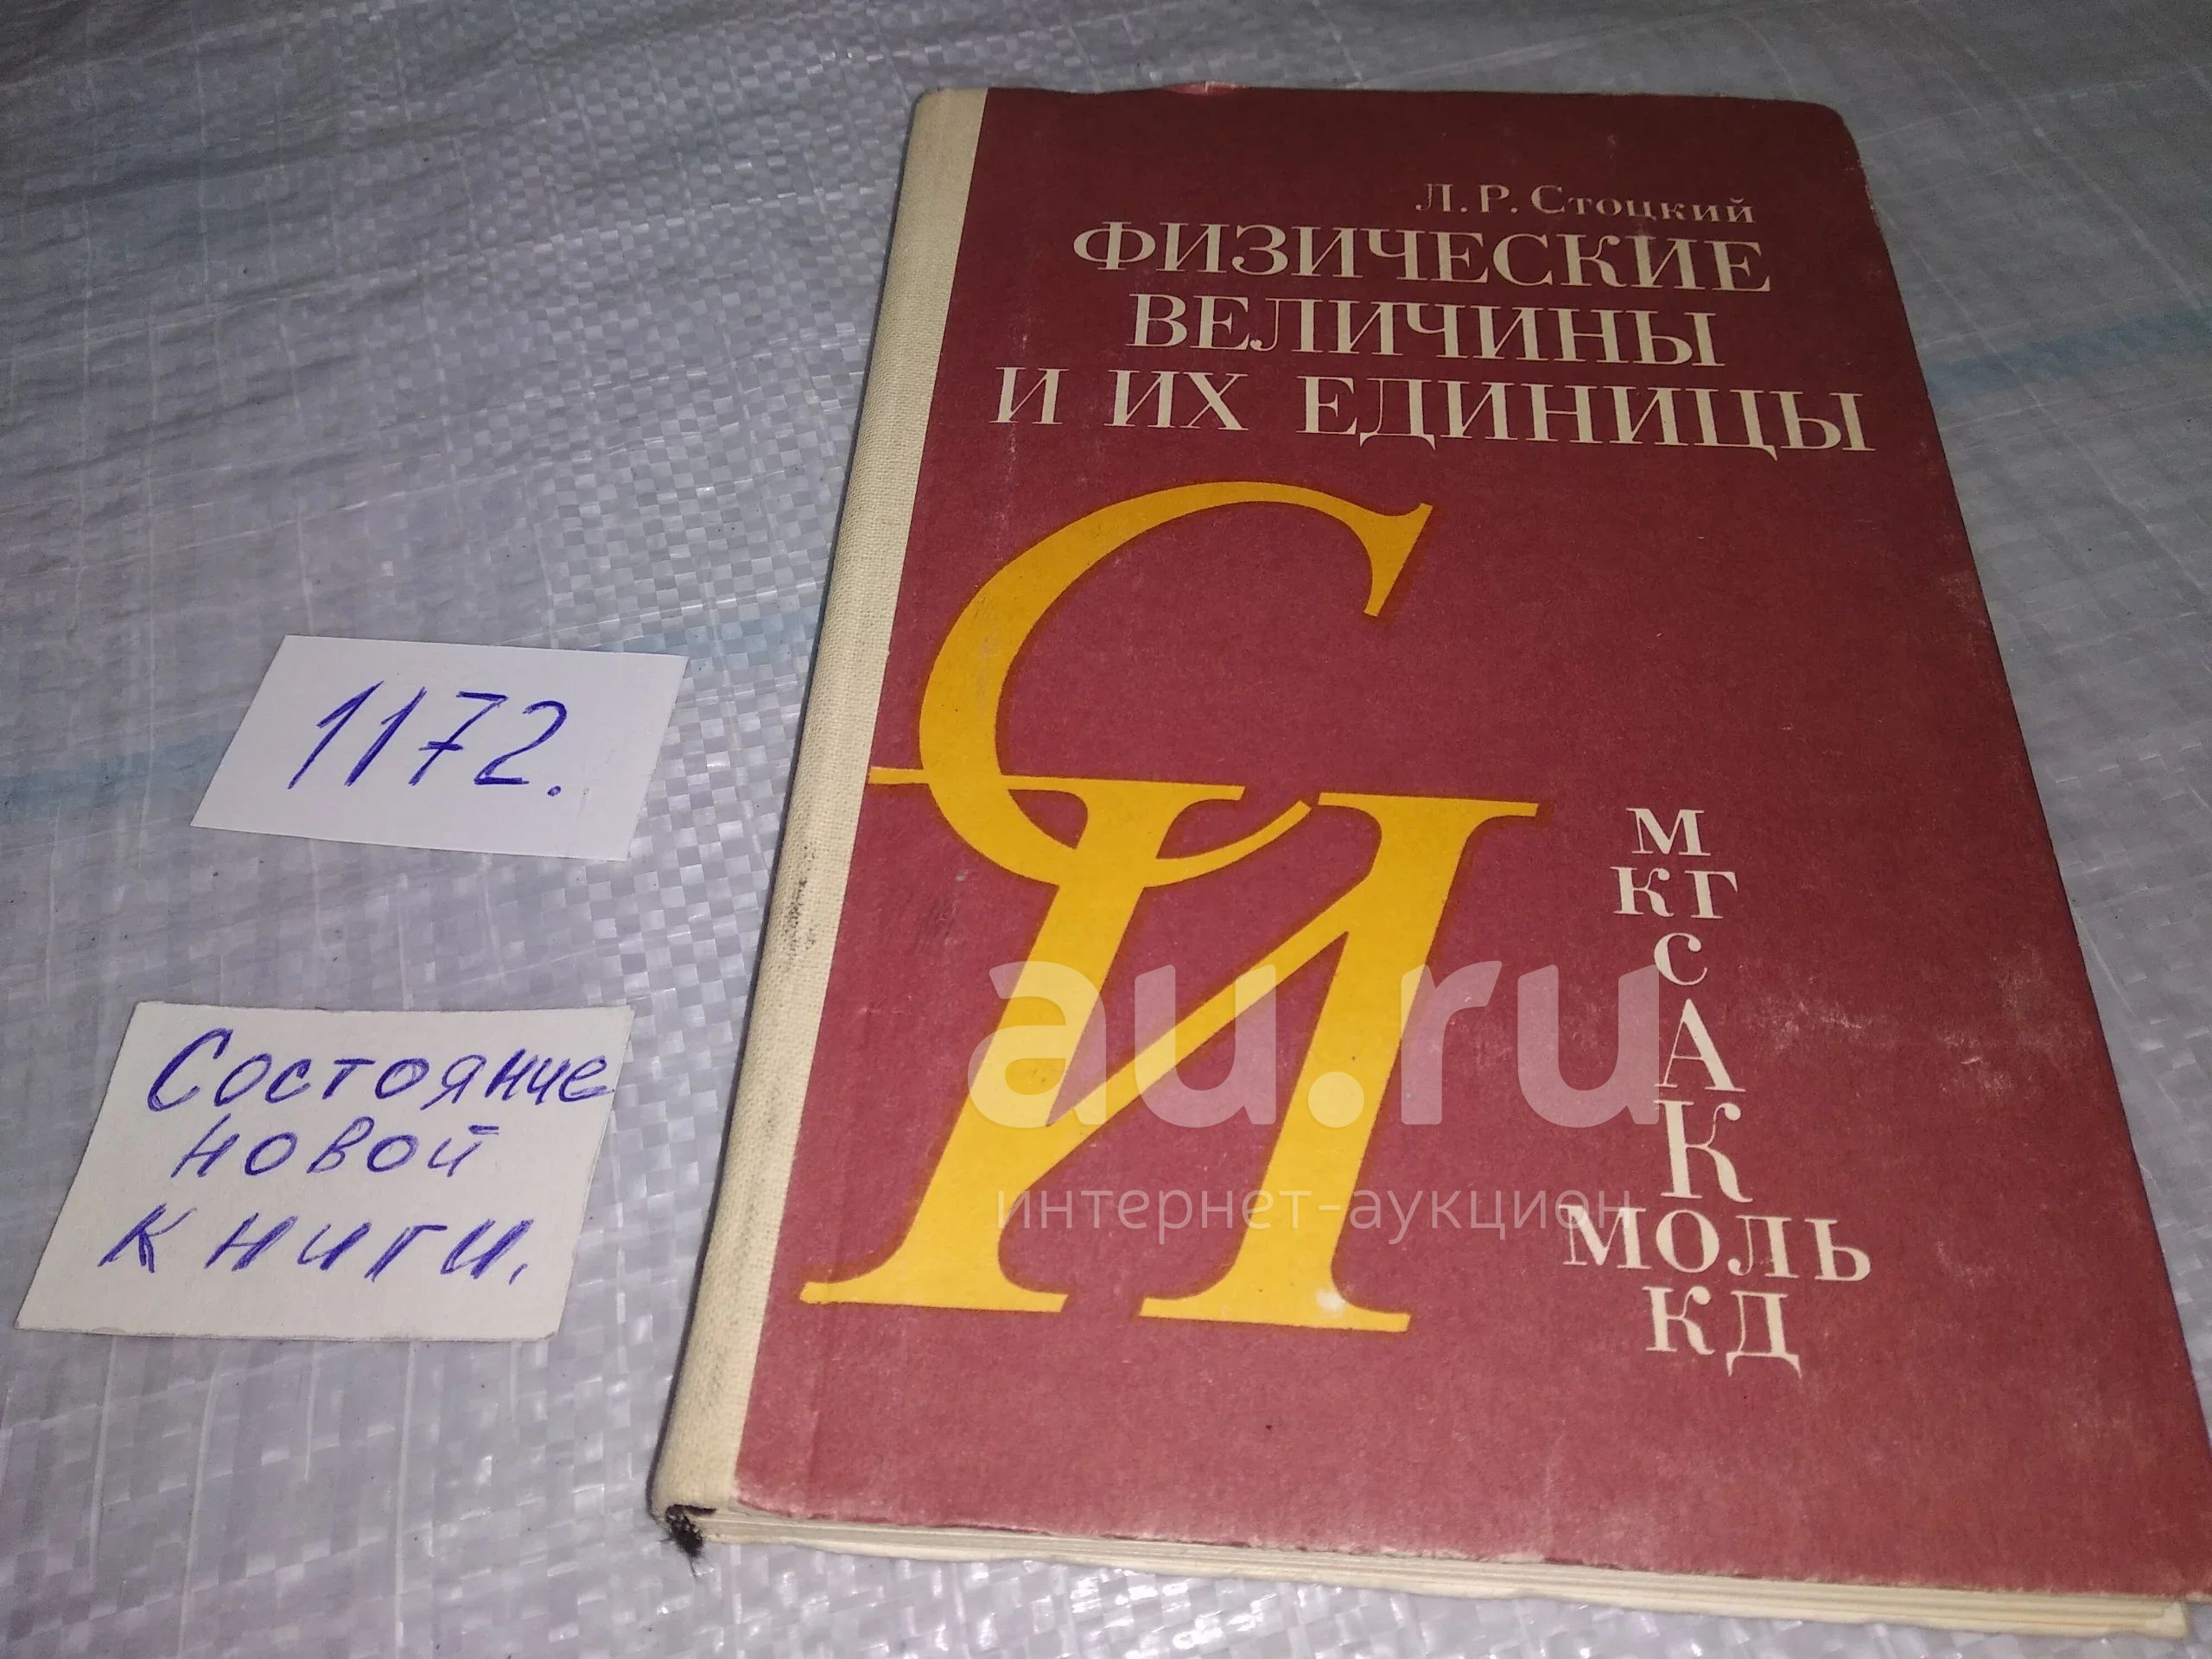 Л. Р. Стоцкий
ФИЗИЧЕСКИЕ
ВЕЛИЧИНЫ
И ИХ ЕДИНИЦЫ
СИ
м
кг
с
А
К
моль
кд
1172.
Состояние
новой
книги.
au.ru
интернет-аукцион